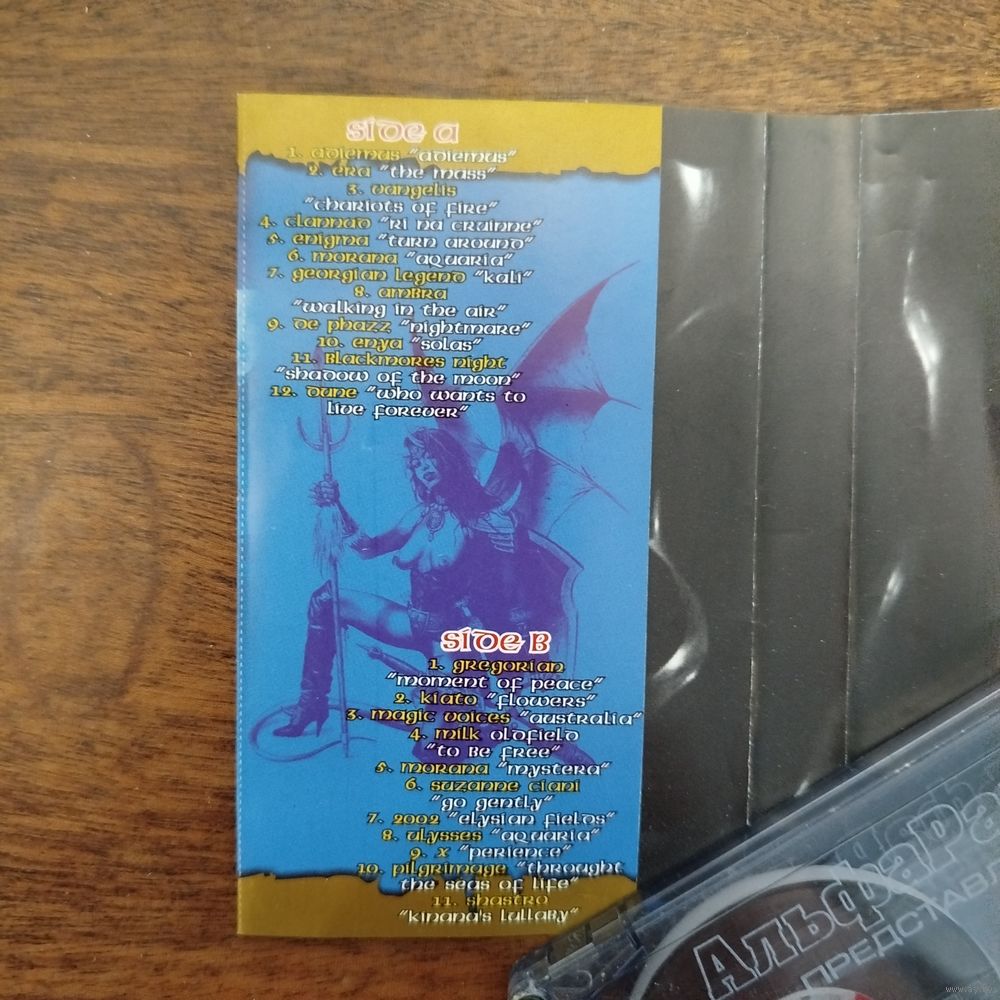 side a
1. adiemus "adiemus"
2. era "the mass"
3. vangelis
"chariots of fire"
4. clannad "ri na cruinne"
5. enigma "turn around"
6. morana "aquaria"
7. georgian legend "kali"
8. ambra
"walking in the air"
9. de phazz "nightmare"
10. enya "solas"
11. blackmores night
"shadow of the moon"
12. dune "who wants to
live forever"
side b
1. gregorian
"moment of peace"
2. kiato "flowers"
3. magic voices "australia"
4. milk oldfield
"to be free"
5. morana "mystera"
6. suzanne ciani
"go gently"
7. 2002 "elysian fields"
8. ulysses "aquaria"
9. x "perience"
10. pilgrimage "throught
the seas of life"
11. shastro
"kinana's lullaby"
Альфара
ПРЕДСТАВЛ